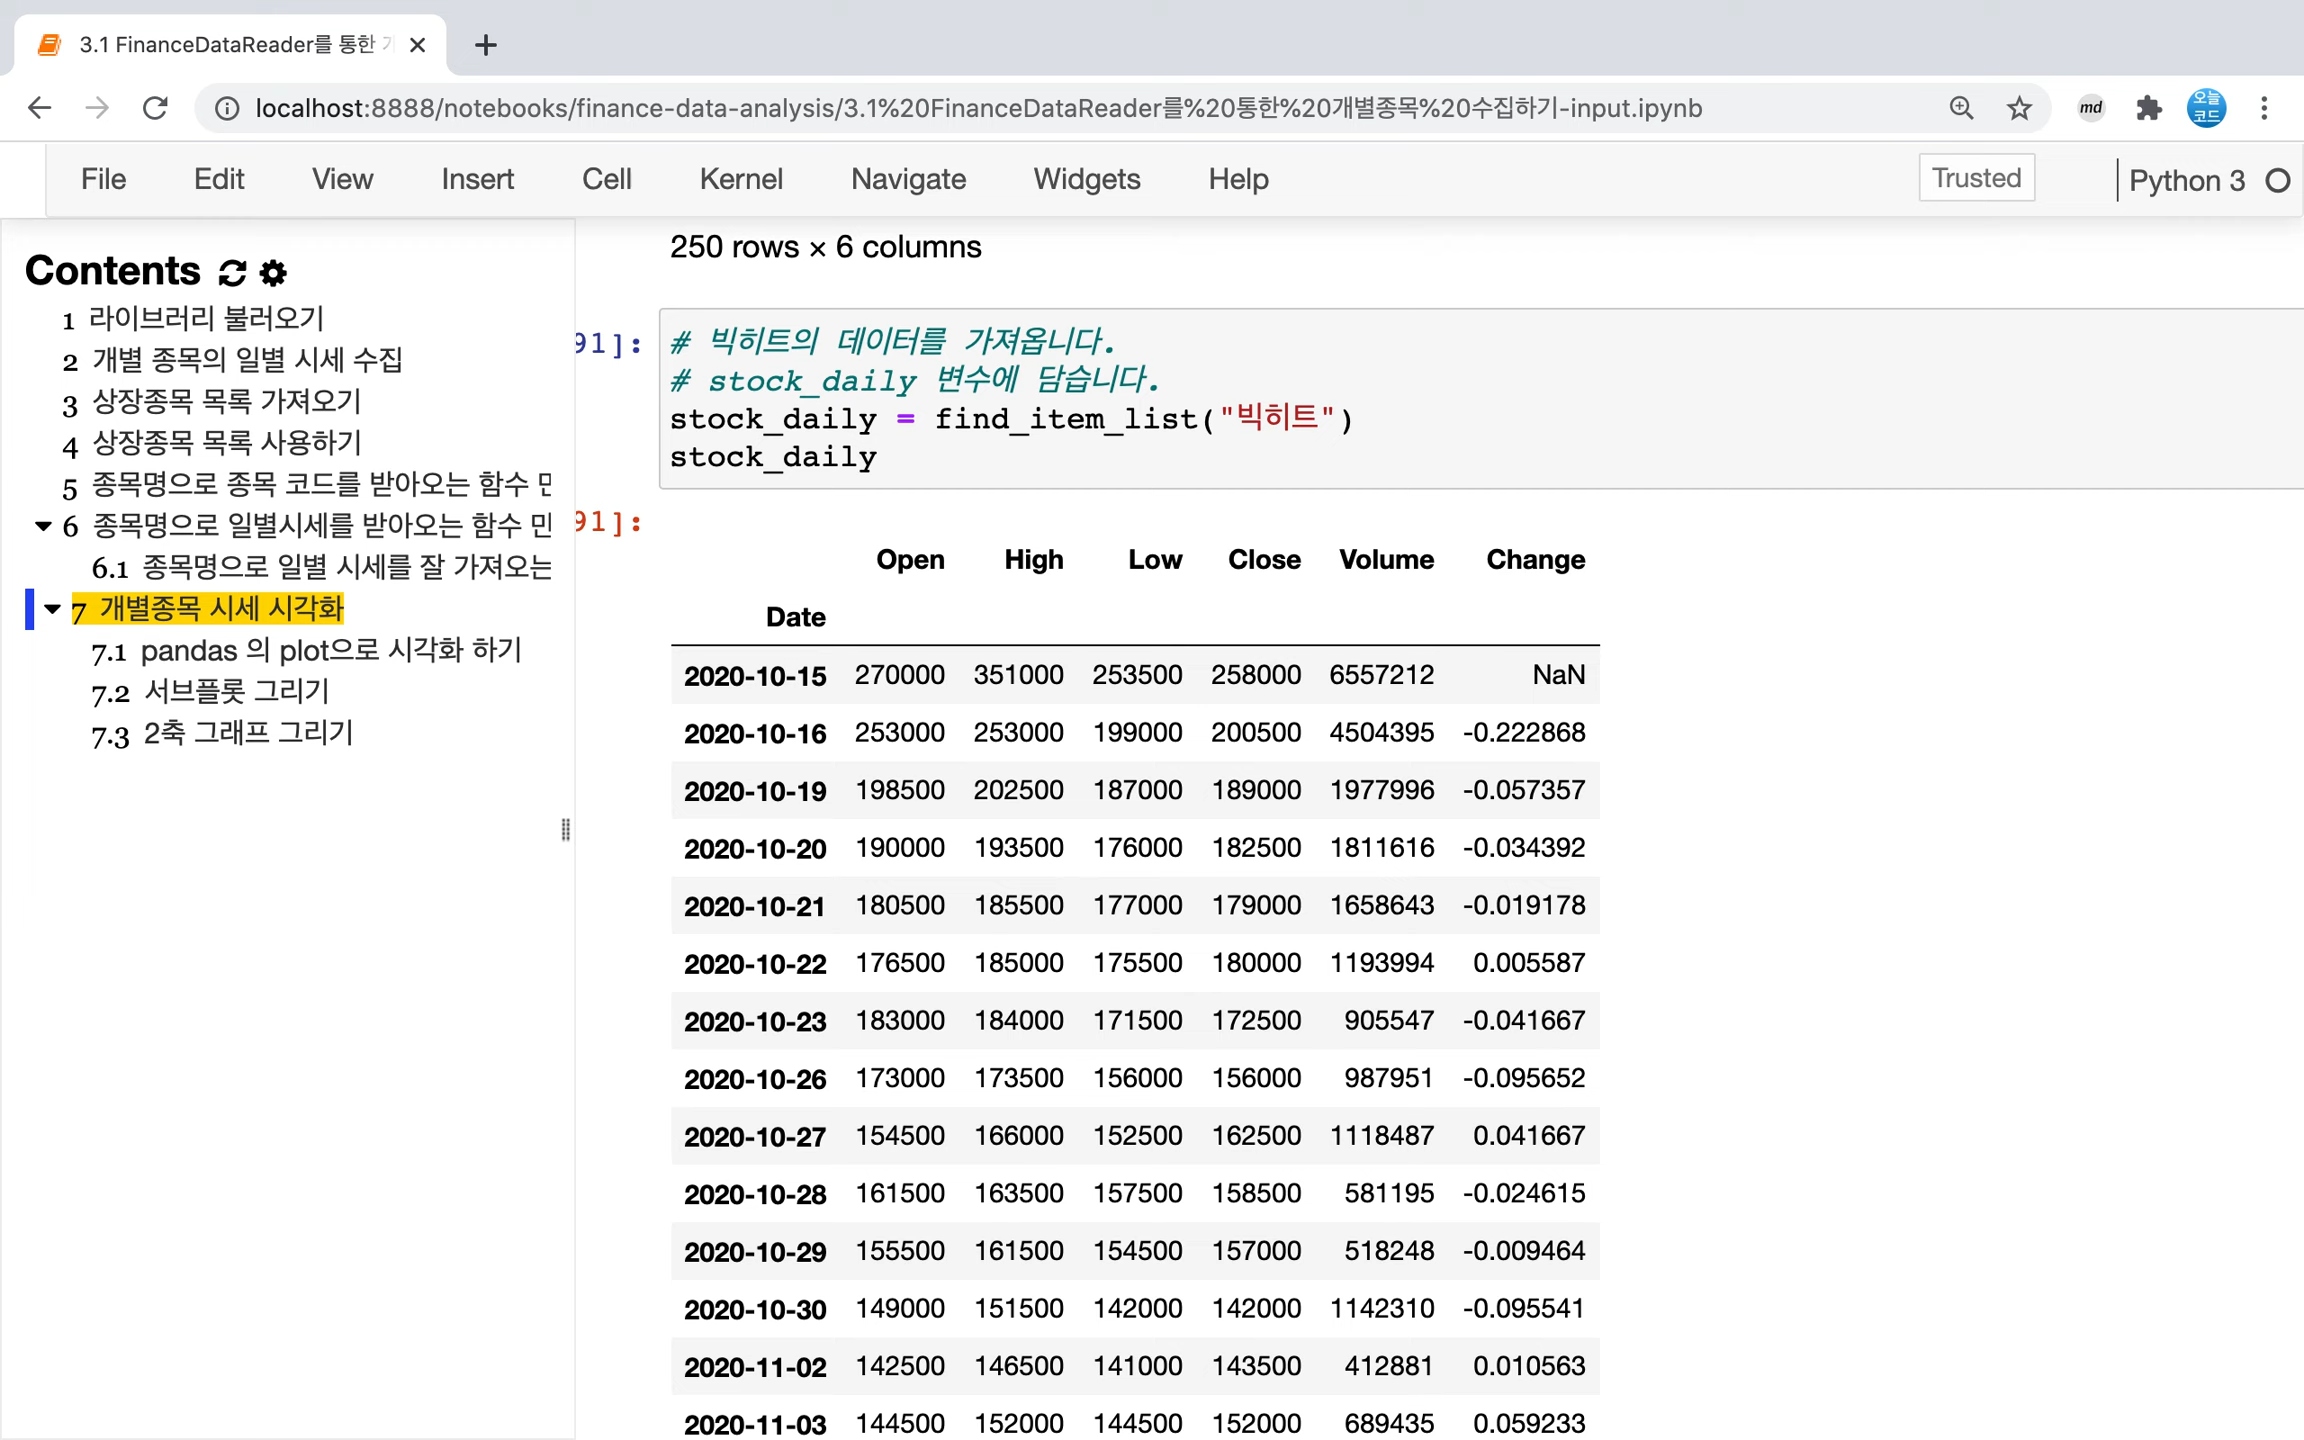 3.1 FinanceDataReader를 통한
localhost:8888/notebooks/finance-data-analysis/3.1%20FinanceDataReader를%20통한%20개별종목%20수집하기-input.ipynb
md
오늘
코드
File Edit View Insert Cell Kernel Navigate Widgets Help Trusted Python 3
Contents
1 라이브러리 불러오기
2 개별 종목의 일별 시세 수집
3 상장종목 목록 가져오기
4 상장종목 목록 사용하기
5 종목명으로 종목 코드를 받아오는 함수
6 종목명으로 일별시세를 받아오는 함수
6.1 종목명으로 일별 시세를 잘 가져오는
7 개별종목 시세 시각화
7.1 pandas 의 plot으로 시각화 하기
7.2 서브플롯 그리기
7.3 2축 그래프 그리기
250 rows × 6 columns
91]:
# 빅히트의 데이터를 가져옵니다.
# stock_daily 변수에 담습니다.
stock_daily = find_item_list("빅히트")
stock_daily
91]:
Open High Low Close Volume Change
Date
2020-10-15 270000 351000 253500 258000 6557212 NaN
2020-10-16 253000 253000 199000 200500 4504395 -0.222868
2020-10-19 198500 202500 187000 189000 1977996 -0.057357
2020-10-20 190000 193500 176000 182500 1811616 -0.034392
2020-10-21 180500 185500 177000 179000 1658643 -0.019178
2020-10-22 176500 185000 175500 180000 1193994 0.005587
2020-10-23 183000 184000 171500 172500 905547 -0.041667
2020-10-26 173000 173500 156000 156000 987951 -0.095652
2020-10-27 154500 166000 152500 162500 1118487 0.041667
2020-10-28 161500 163500 157500 158500 581195 -0.024615
2020-10-29 155500 161500 154500 157000 518248 -0.009464
2020-10-30 149000 151500 142000 142000 1142310 -0.095541
2020-11-02 142500 146500 141000 143500 412881 0.010563
2020-11-03 144500 152000 144500 152000 689435 0.059233